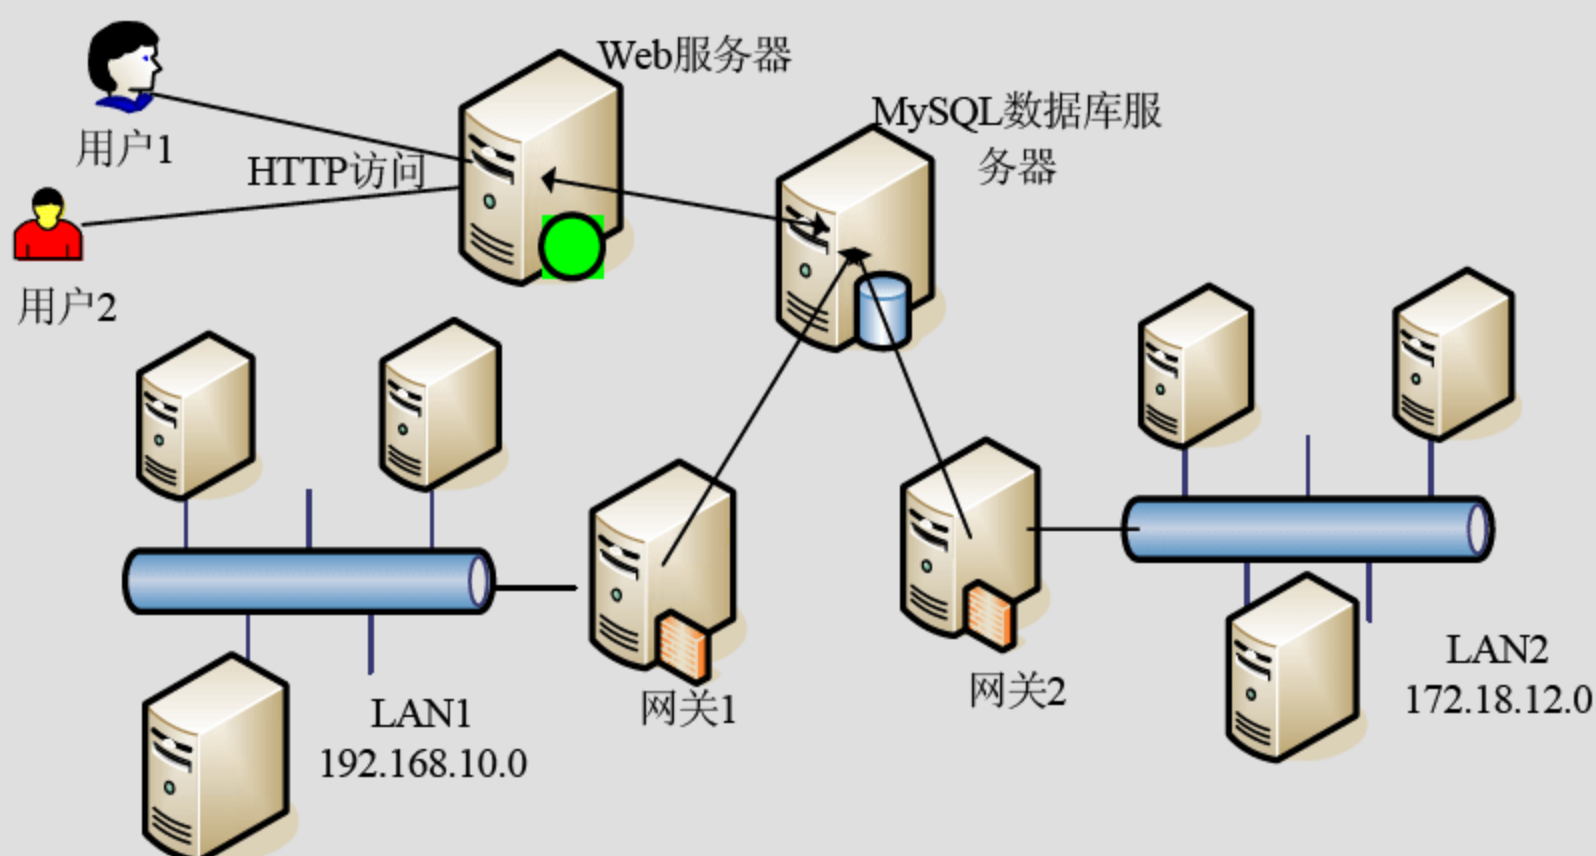 Web服务器
MySQL数据库服
务器
用户1
HTTP访问
用户2
网关1
网关2
LAN1
192.168.10.0
LAN2
172.18.12.0